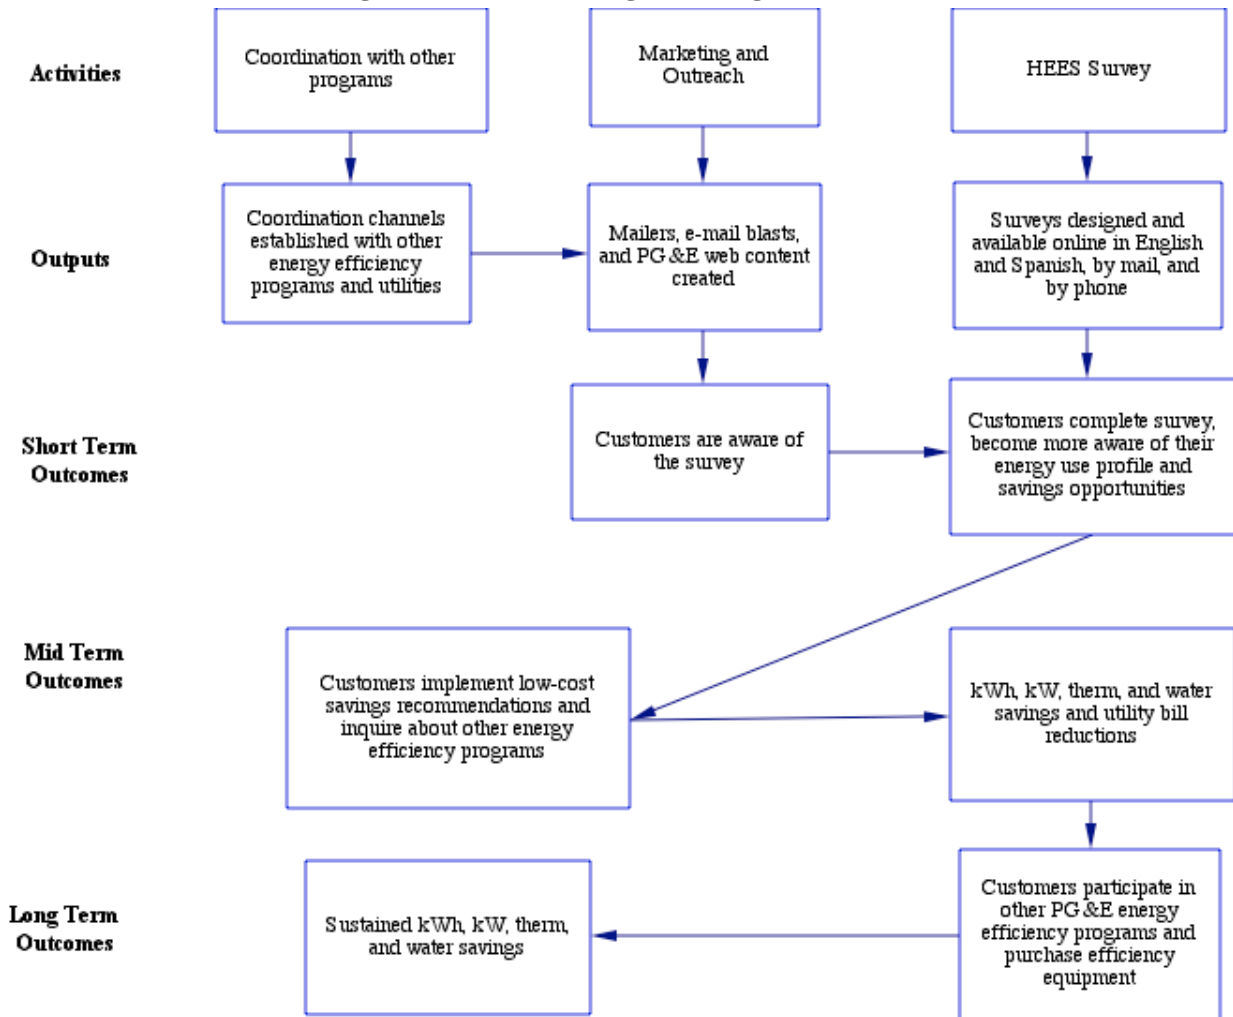 Activities
Coordination with other
programs
Marketing and
Outreach
HEES Survey
Outputs
Coordination channels
established with other
energy efficiency
programs and utilities
Mailers, e-mail blasts,
and PG&E web content
created
Surveys designed and
available online in English
and Spanish, by mail, and
by phone
Short Term
Outcomes
Customers are aware of
the survey
Customers complete survey,
become more aware of their
energy use profile and
savings opportunities
Mid Term
Outcomes
Customers implement low-cost
savings recommendations and
inquire about other energy
efficiency programs
kWh, kW, therm, and water
savings and utility bill
reductions
Long Term
Outcomes
Sustained kWh, kW, therm,
and water savings
Customers participate in
other PG&E energy
efficiency programs and
purchase efficiency
equipment